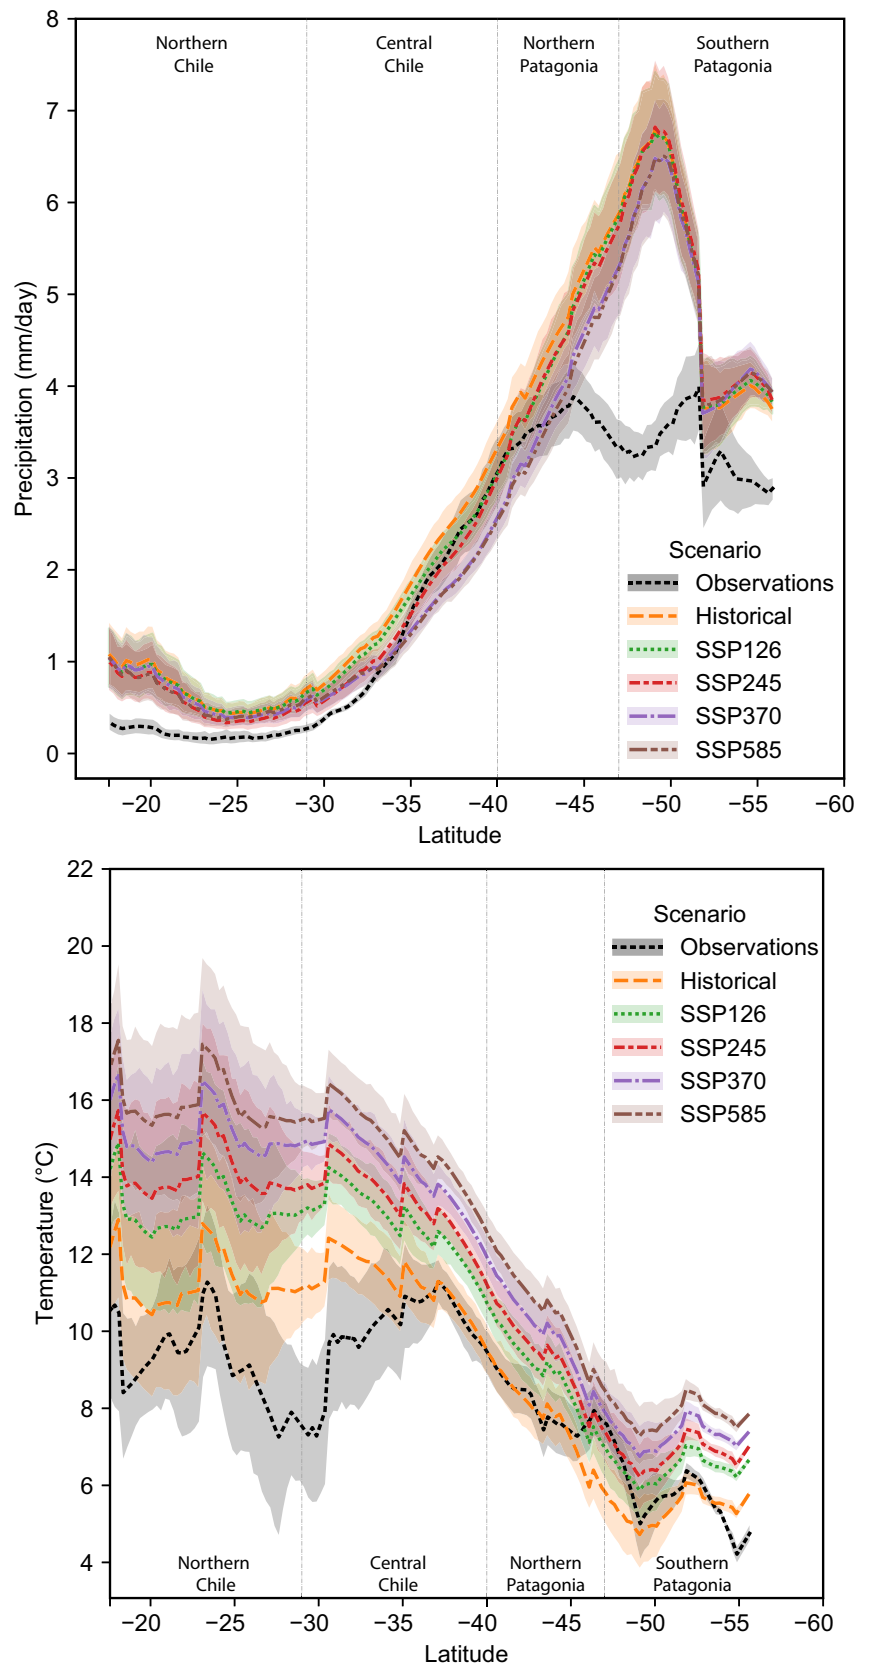 8
7
6
5
4
3
2
1
0
Precipitation (mm/day)
Northern
Chile
Central
Chile
Northern
Patagonia
Southern
Patagonia
Scenario
Observations
Historical
SSP126
SSP245
SSP370
SSP585
−20 −25 −30 −35 −40 −45 −50 −55 −60
Latitude
22
20
18
16
14
12
10
8
6
4
Temperature (°C)
Scenario
Observations
Historical
SSP126
SSP245
SSP370
SSP585
Northern
Chile
Central
Chile
Northern
Patagonia
Southern
Patagonia
−20 −25 −30 −35 −40 −45 −50 −55 −60
Latitude